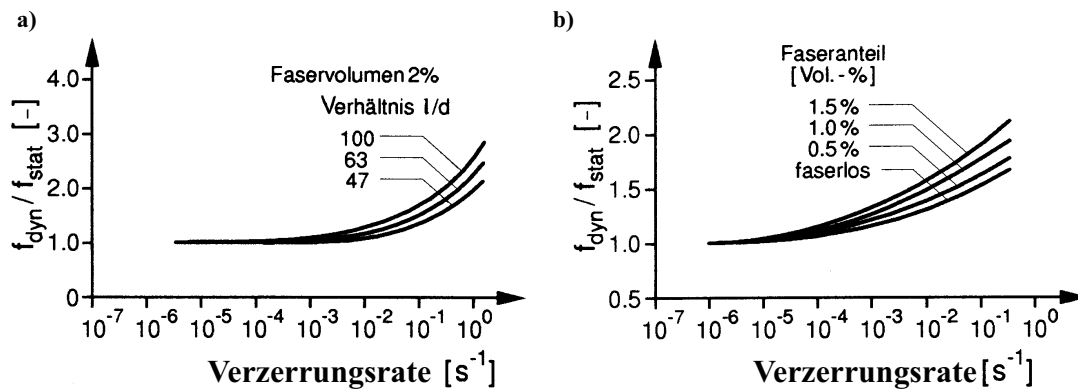 a)
f_dyn / f_stat [-]
4.0
3.0
2.0
1.0
0
Faservolumen 2%
Verhältnis l/d
100
63
47
10^-7 10^-6 10^-5 10^-4 10^-3 10^-2 10^-1 10^0
Verzerrungsrate [s^-1]
b)
f_dyn / f_stat [-]
2.5
2.0
1.5
1.0
0.5
Faseranteil
[Vol.-%]
1.5%
1.0%
0.5%
faserlos
10^-7 10^-6 10^-5 10^-4 10^-3 10^-2 10^-1 10^0
Verzerrungsrate [s^-1]